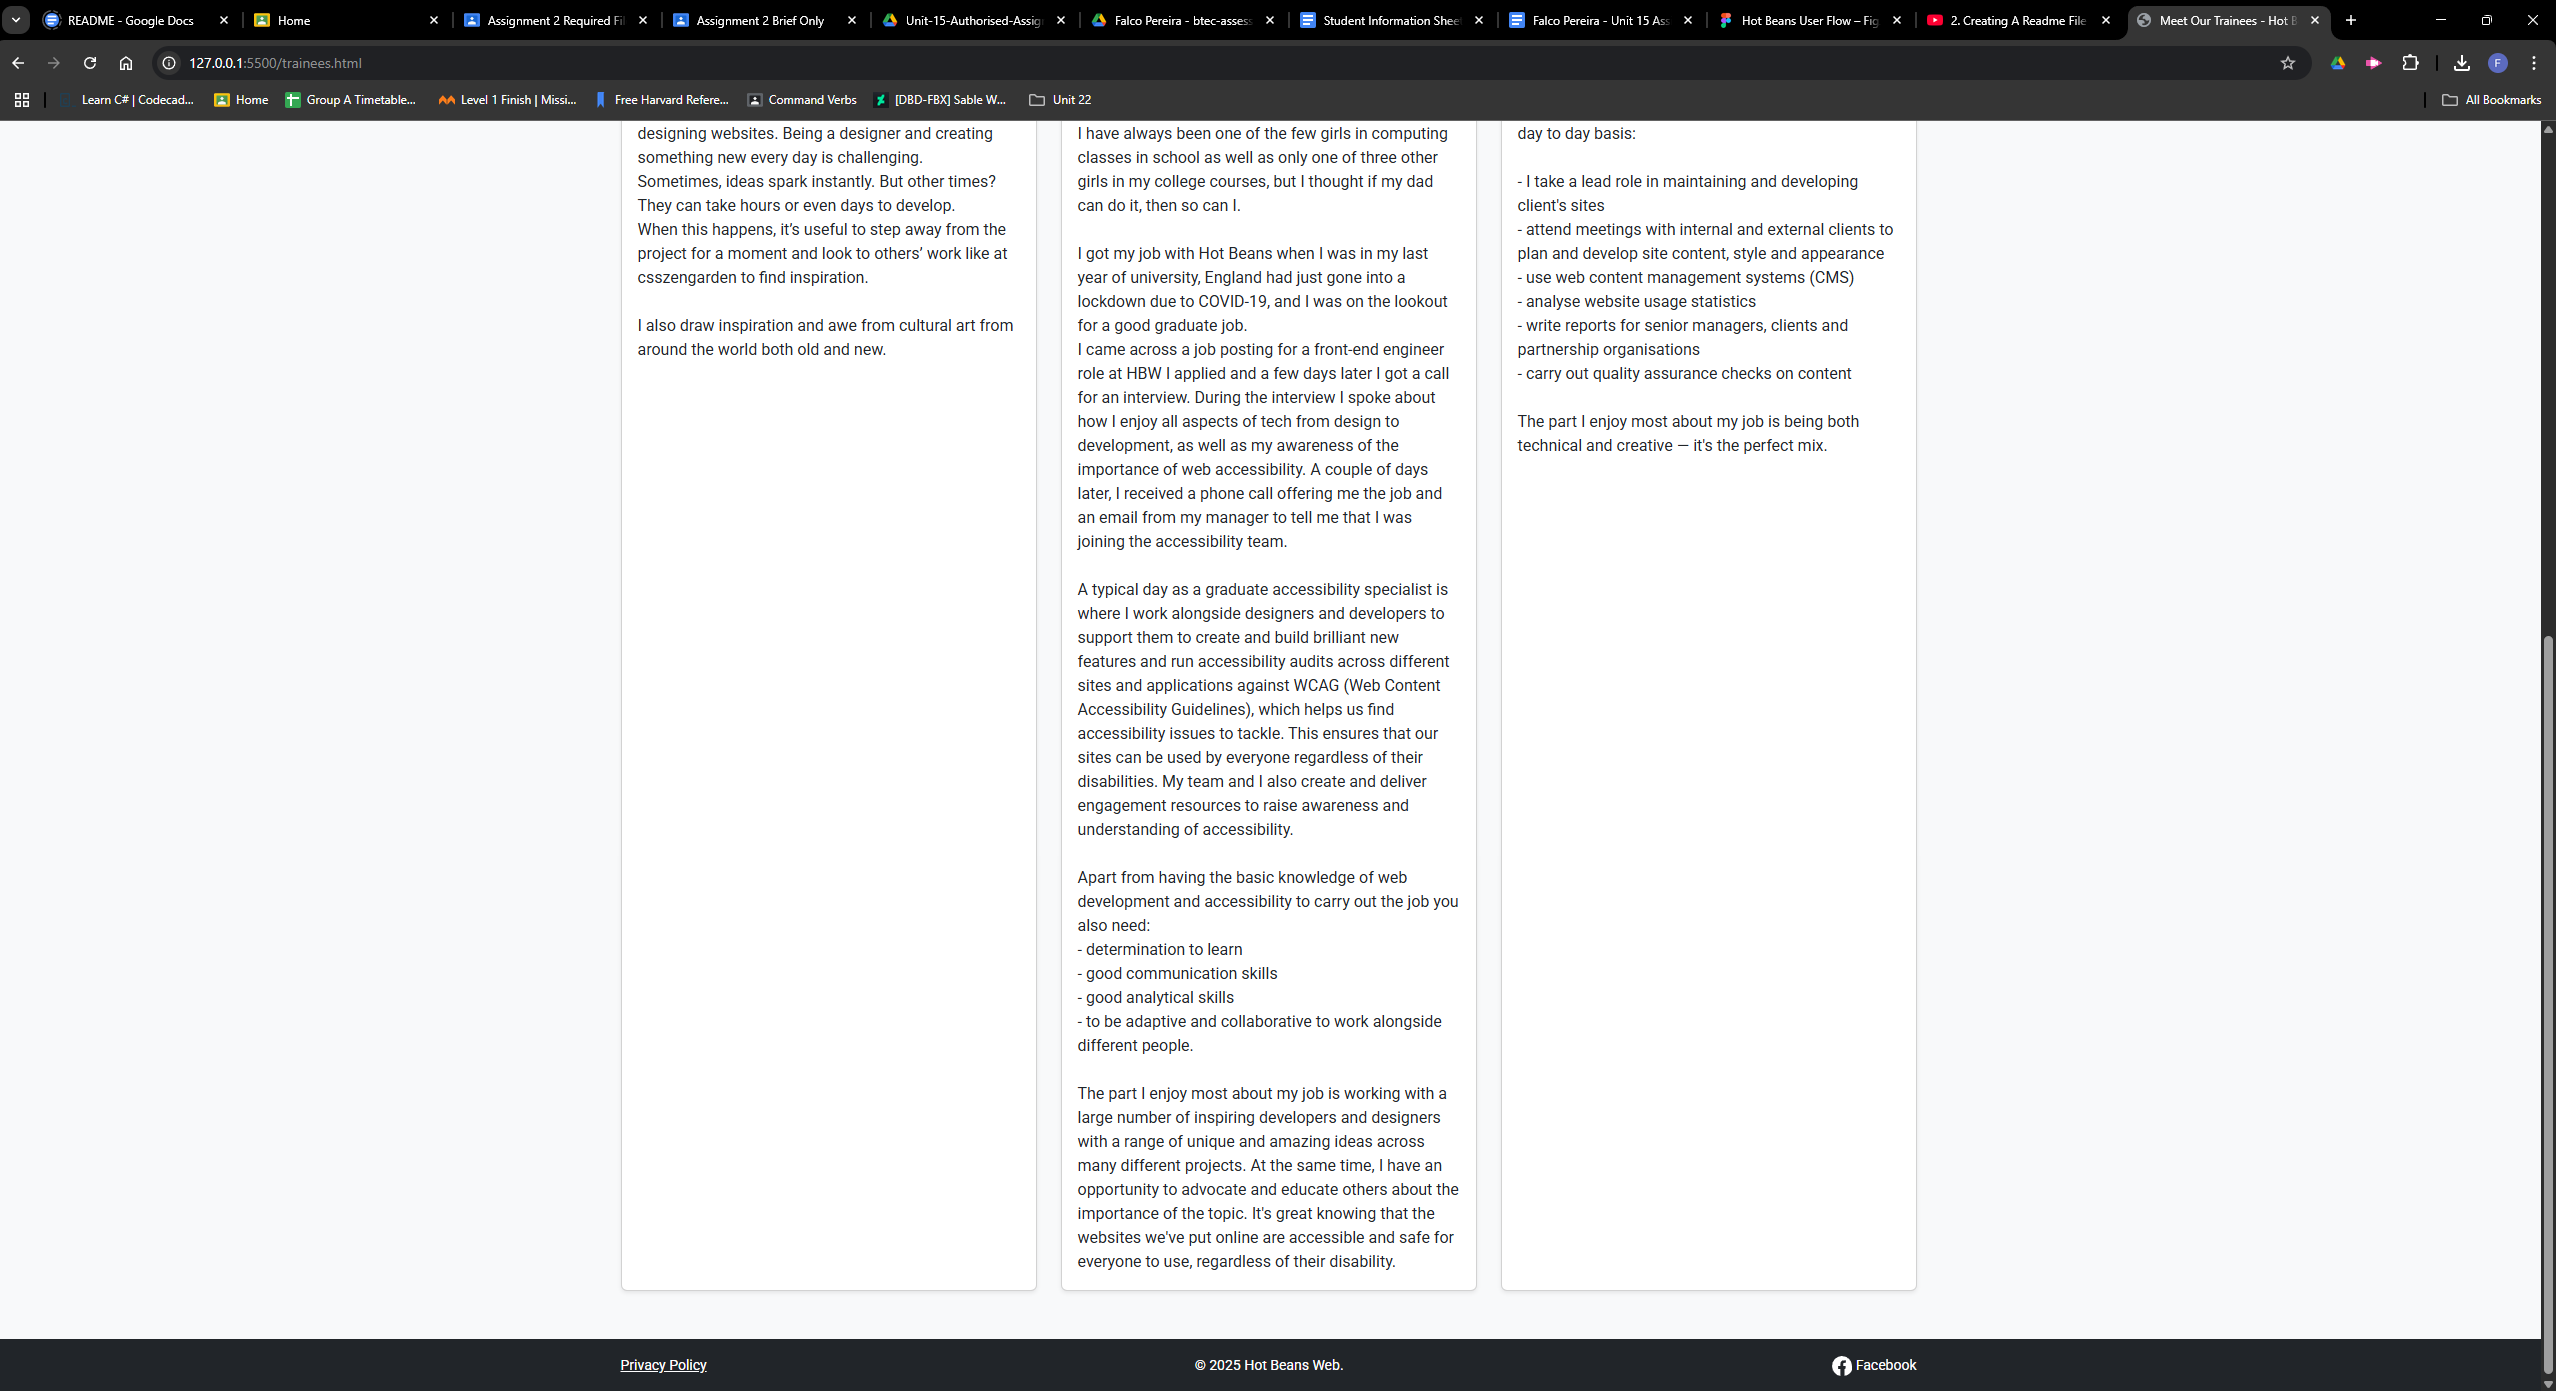 README - Google Docs
Home
Assignment 2 Required Fi
Assignment 2 Brief Only
Unit-15-Authorised-Assig
Falco Pereira - btec-assess
Student Information Shee
Falco Pereira - Unit 15 Ass
Hot Beans User Flow – Fig
2. Creating A Readme File
Meet Our Trainees - Hot B
127.0.0.1:5500/trainees.html
F
Learn C# | Codecad...
Home
Group A Timetable...
Level 1 Finish | Missi...
Free Harvard Refere...
Command Verbs
[DBD-FBX] Sable W...
Unit 22
All Bookmarks
designing websites. Being a designer and creating
something new every day is challenging.
Sometimes, ideas spark instantly. But other times?
They can take hours or even days to develop.
When this happens, it’s useful to step away from the
project for a moment and look to others’ work like at
csszengarden to find inspiration.
I also draw inspiration and awe from cultural art from
around the world both old and new.
I have always been one of the few girls in computing
classes in school as well as only one of three other
girls in my college courses, but I thought if my dad
can do it, then so can I.
I got my job with Hot Beans when I was in my last
year of university, England had just gone into a
lockdown due to COVID-19, and I was on the lookout
for a good graduate job.
I came across a job posting for a front-end engineer
role at HBW I applied and a few days later I got a call
for an interview. During the interview I spoke about
how I enjoy all aspects of tech from design to
development, as well as my awareness of the
importance of web accessibility. A couple of days
later, I received a phone call offering me the job and
an email from my manager to tell me that I was
joining the accessibility team.
A typical day as a graduate accessibility specialist is
where I work alongside designers and developers to
support them to create and build brilliant new
features and run accessibility audits across different
sites and applications against WCAG (Web Content
Accessibility Guidelines), which helps us find
accessibility issues to tackle. This ensures that our
sites can be used by everyone regardless of their
disabilities. My team and I also create and deliver
engagement resources to raise awareness and
understanding of accessibility.
Apart from having the basic knowledge of web
development and accessibility to carry out the job you
also need:
- determination to learn
- good communication skills
- good analytical skills
- to be adaptive and collaborative to work alongside
different people.
The part I enjoy most about my job is working with a
large number of inspiring developers and designers
with a range of unique and amazing ideas across
many different projects. At the same time, I have an
opportunity to advocate and educate others about the
importance of the topic. It's great knowing that the
websites we've put online are accessible and safe for
everyone to use, regardless of their disability.
day to day basis:
- I take a lead role in maintaining and developing
client's sites
- attend meetings with internal and external clients to
plan and develop site content, style and appearance
- use web content management systems (CMS)
- analyse website usage statistics
- write reports for senior managers, clients and
partnership organisations
- carry out quality assurance checks on content
The part I enjoy most about my job is being both
technical and creative — it's the perfect mix.
Privacy Policy
© 2025 Hot Beans Web.
Facebook